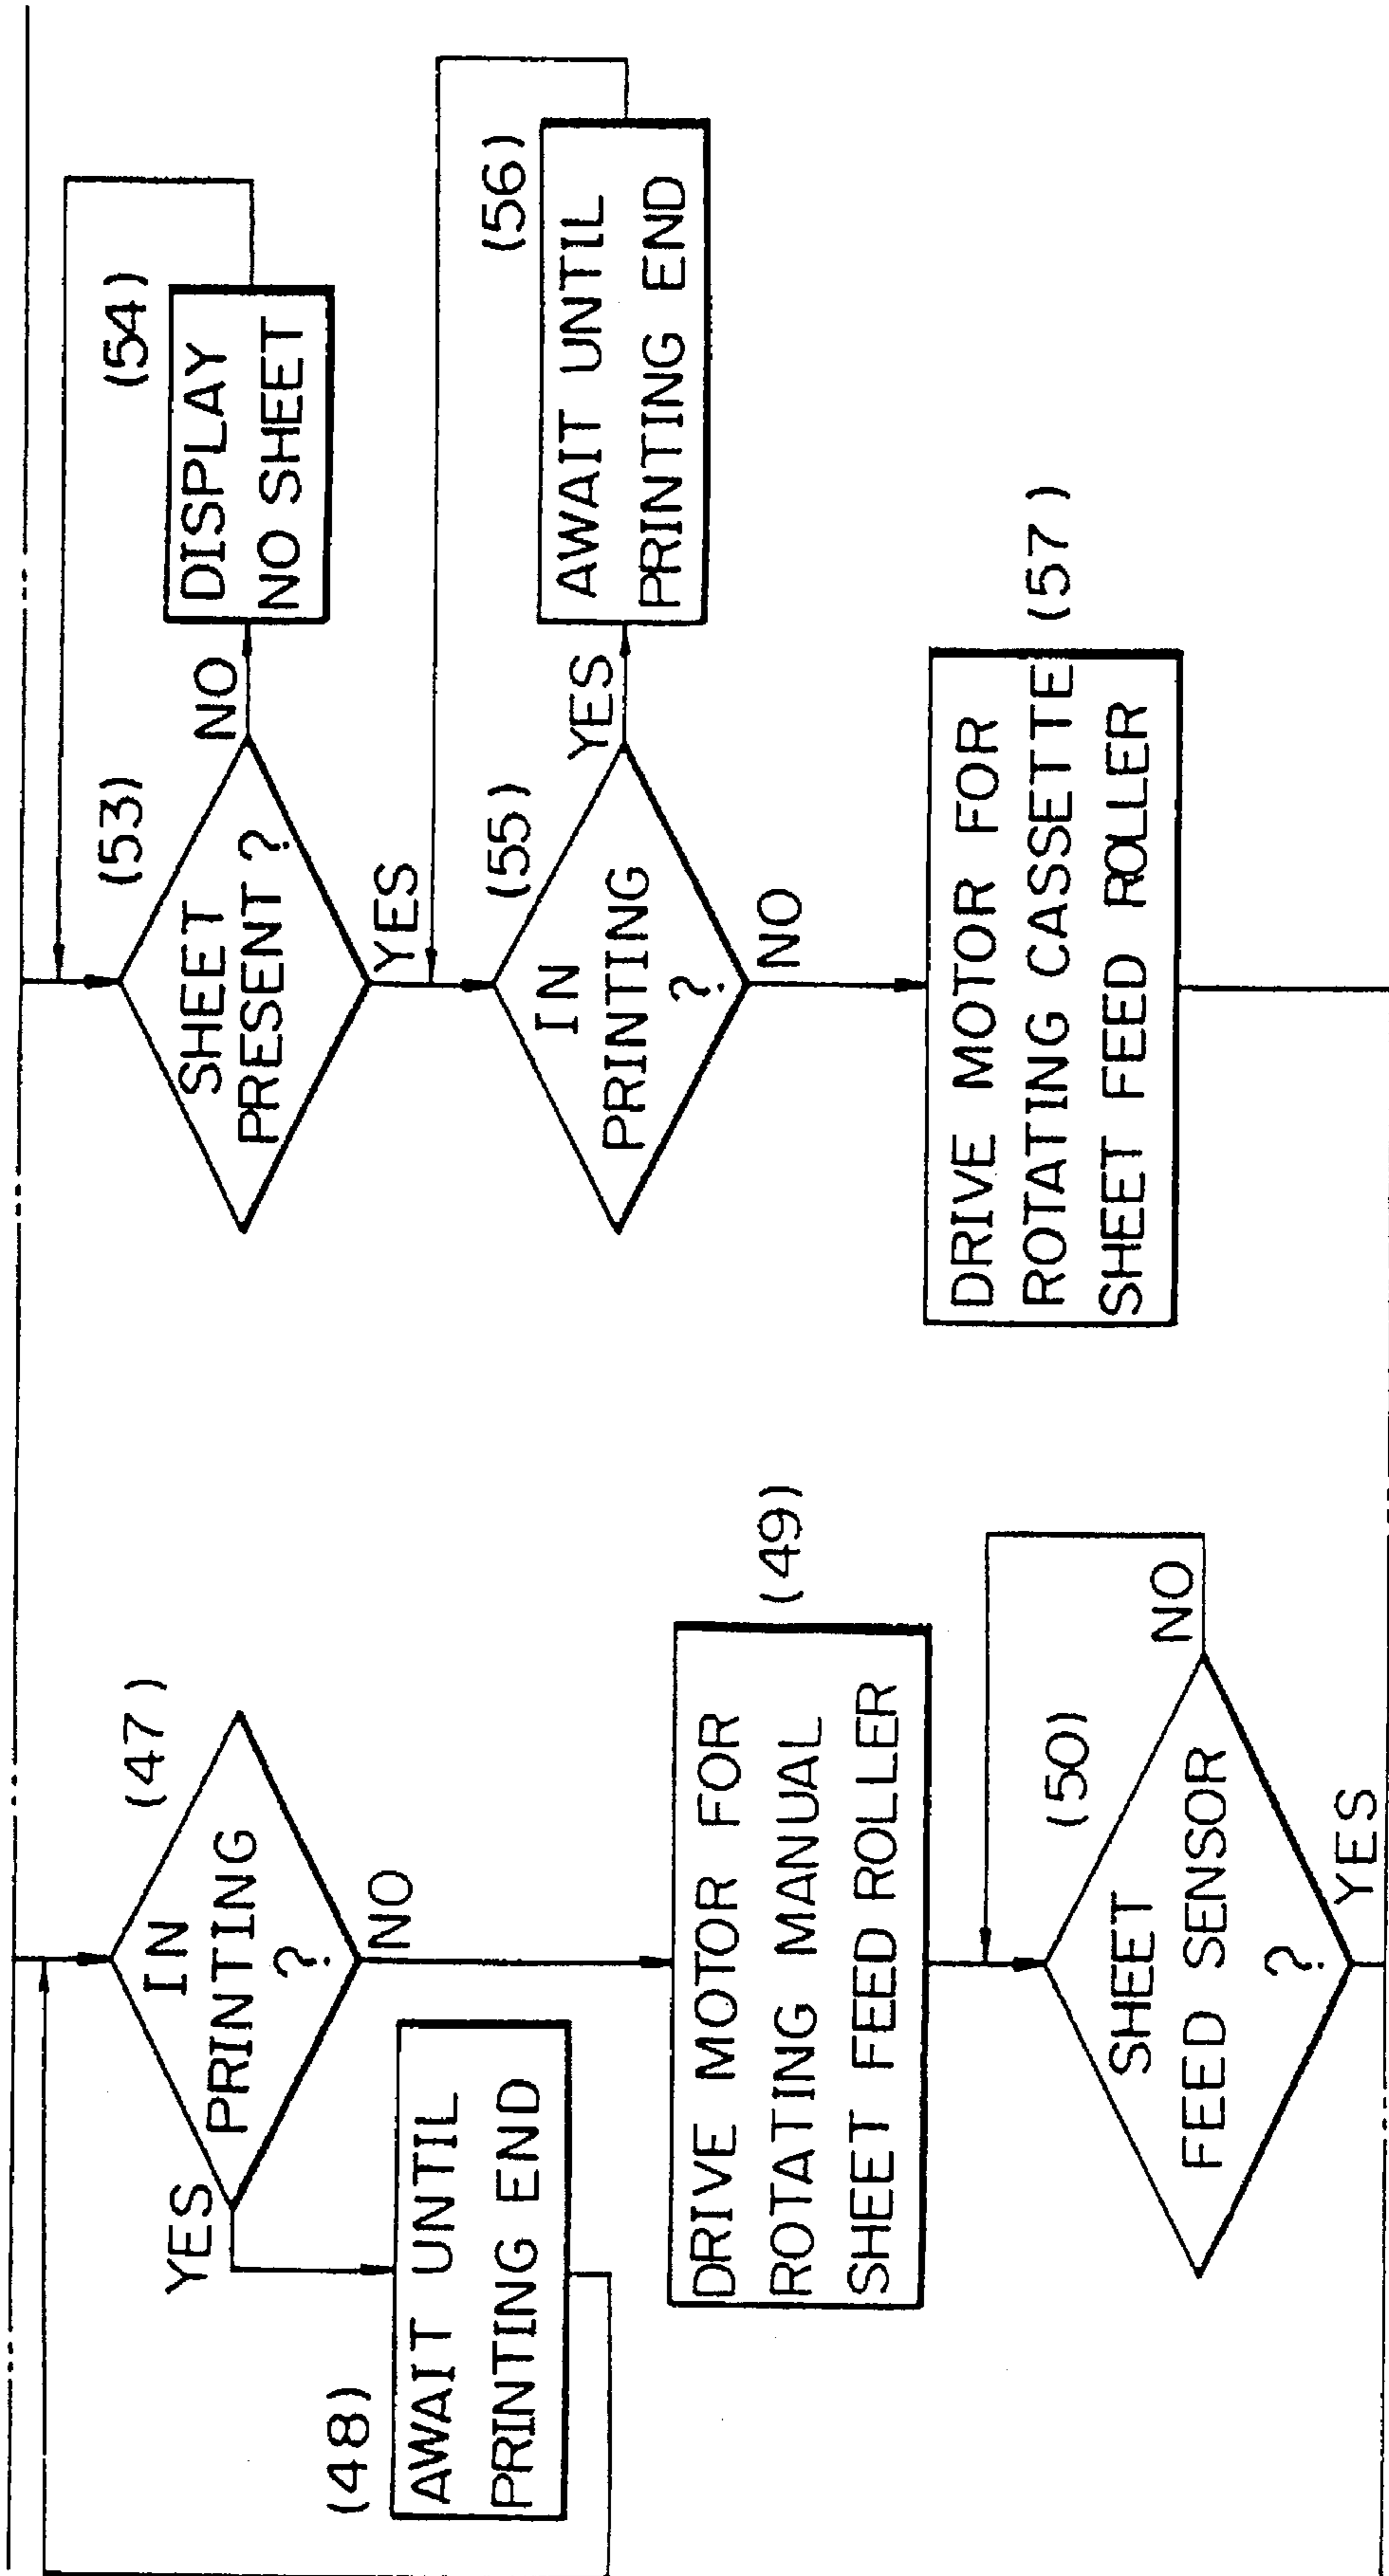 (47)
IN
PRINTING
?
YES
NO
(48)
AWAIT UNTIL
PRINTING END
DRIVE MOTOR FOR
ROTATING MANUAL
SHEET FEED ROLLER
(49)
(50)
SHEET
FEED SENSOR
?
NO
YES
(53)
SHEET
PRESENT ?
NO
YES
(54)
DISPLAY
NO SHEET
(55)
IN
PRINTING
?
YES
NO
(56)
AWAIT UNTIL
PRINTING END
DRIVE MOTOR FOR
ROTATING CASSETTE
SHEET FEED ROLLER
(57)